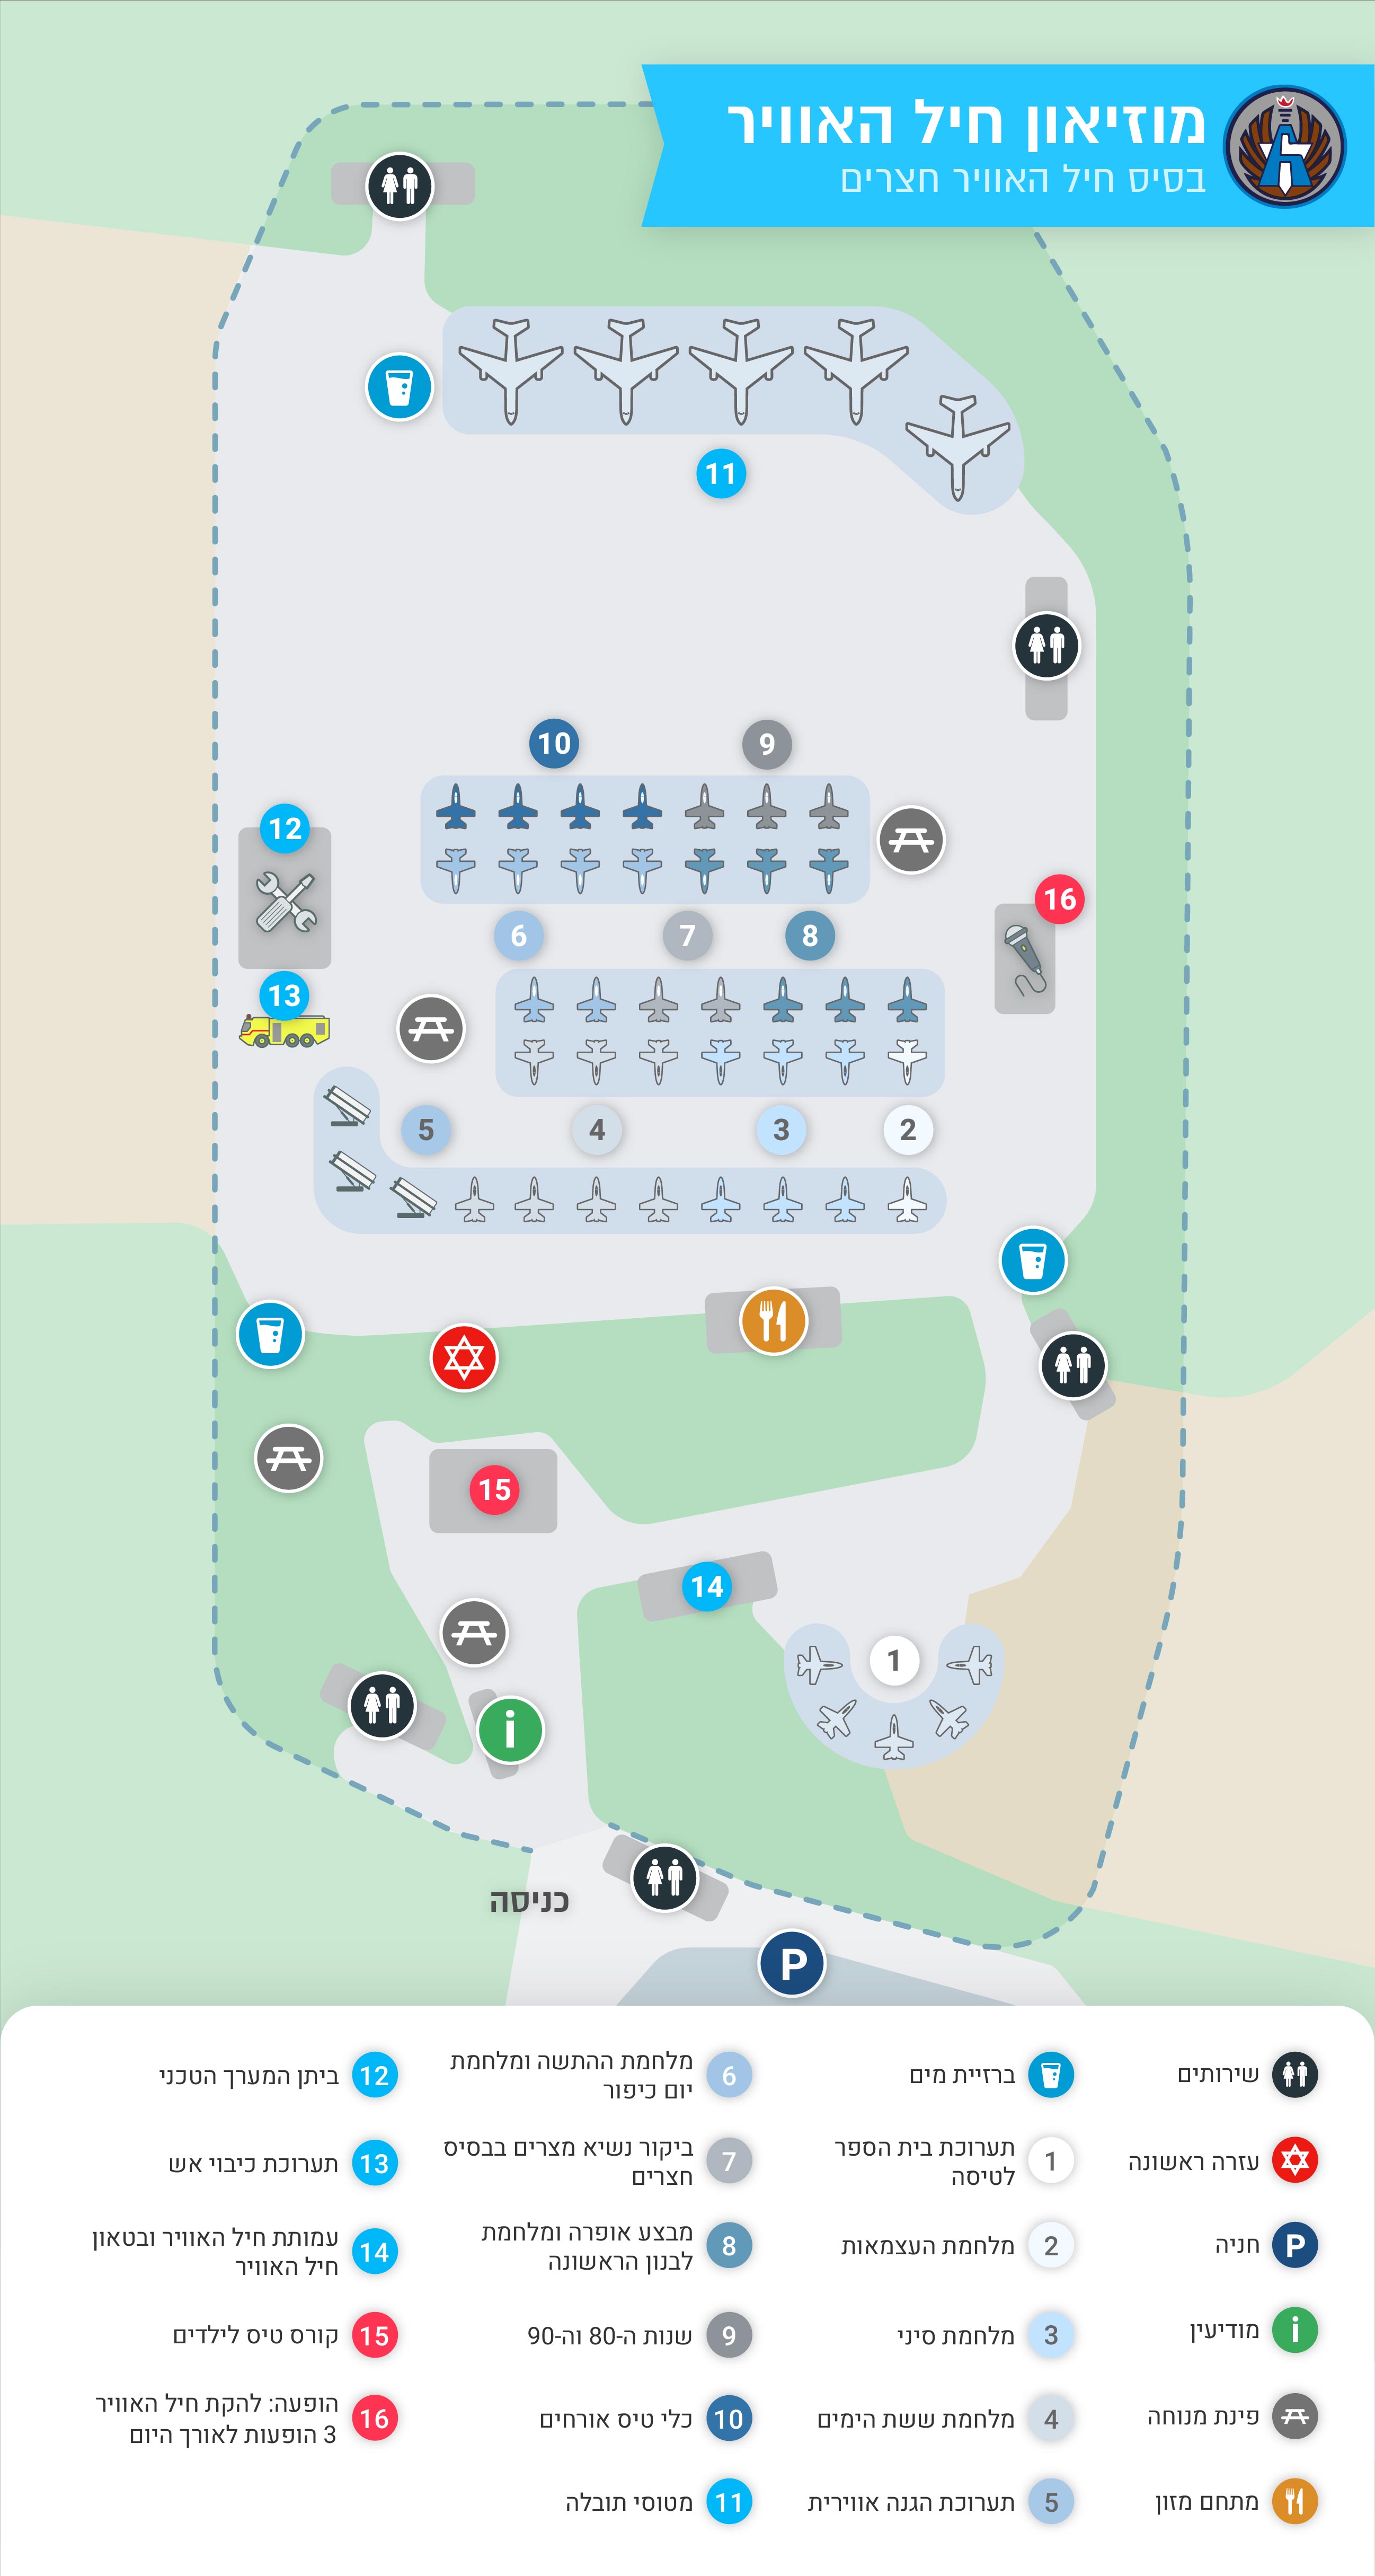 מוזיאון חיל האוויר
בסיס חיל האוויר חצרים
11
10
9
12
16
6
7
8
13
5
4
3
2
15
14
1
i
כניסה
P
שירותים
עזרה ראשונה
P חניה
i מודיעין
פינת מנוחה
מתחם מזון
ברזיית מים
1 תערוכת בית הספר
לטיסה
2 מלחמת העצמאות
3 מלחמת סיני
4 מלחמת ששת הימים
5 תערוכת הגנה אווירית
6 מלחמת ההתשה ומלחמת
יום כיפור
7 ביקור נשיא מצרים בבסיס
חצרים
8 מבצע אופרה ומלחמת
לבנון הראשונה
9 שנות ה-80 וה-90
10 כלי טיס אורחים
11 מטוסי תובלה
12 ביתן המערך הטכני
13 תערוכת כיבוי אש
14 עמותת חיל האוויר ובטאון
חיל האוויר
15 קורס טיס לילדים
16 הופעה: להקת חיל האוויר
3 הופעות לאורך היום